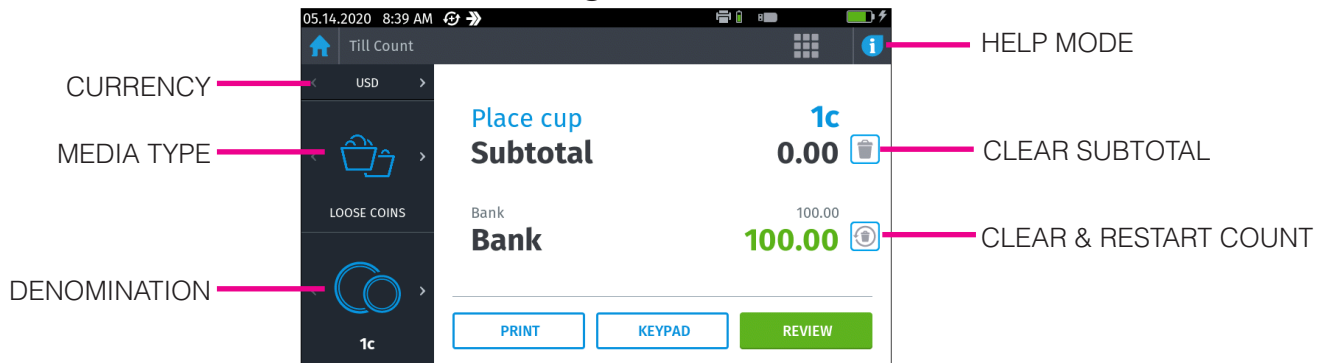 05.14.2020 8:39 AM
Till Count
HELP MODE
CURRENCY
USD
Place cup 1c
Subtotal 0.00
MEDIA TYPE
CLEAR SUBTOTAL
LOOSE COINS
Bank 100.00
Bank 100.00
CLEAR & RESTART COUNT
DENOMINATION
1c
PRINT KEYPAD REVIEW